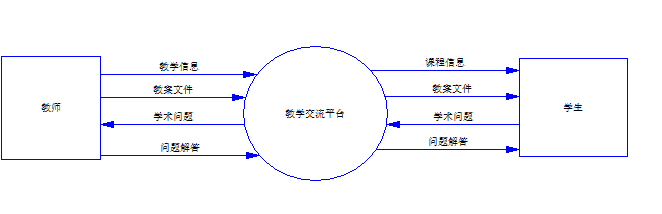 教学信息
课程信息
教案文件
教案文件
教师
教学交流平台
学生
学术问题
学术问题
问题解答
问题解答